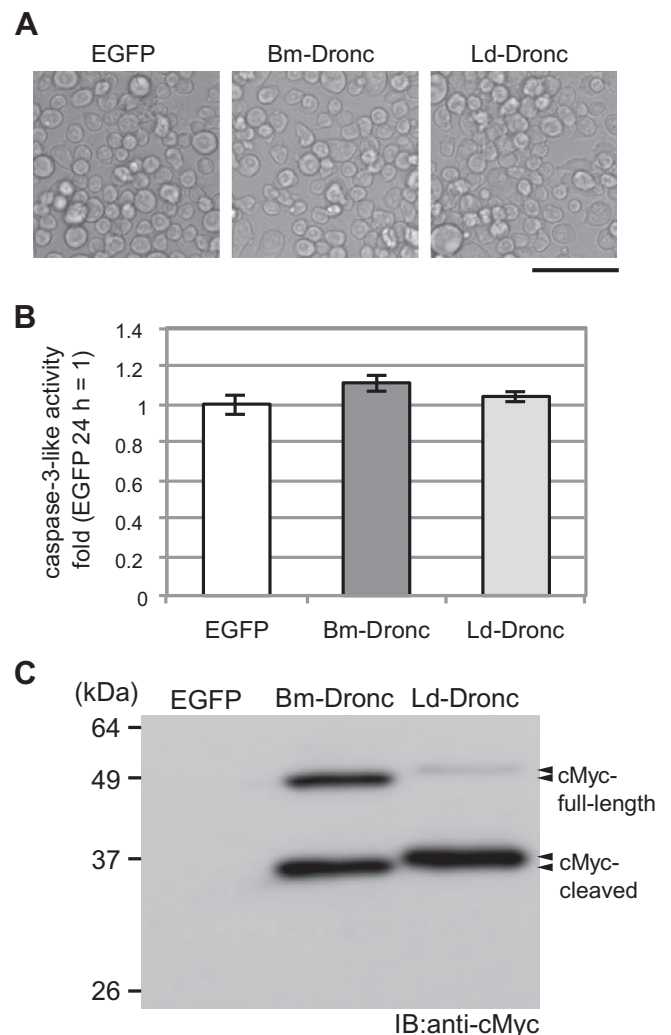 A
EGFP Bm-Dronc Ld-Dronc
B
caspase-3-like activity
fold (EGFP 24 h = 1)
1.4
1.2
1
0.8
0.6
0.4
0.2
0
EGFP Bm-Dronc Ld-Dronc
C
(kDa) EGFP Bm-Dronc Ld-Dronc
64
49
37
26
cMyc-
full-length
cMyc-
cleaved
IB:anti-cMyc